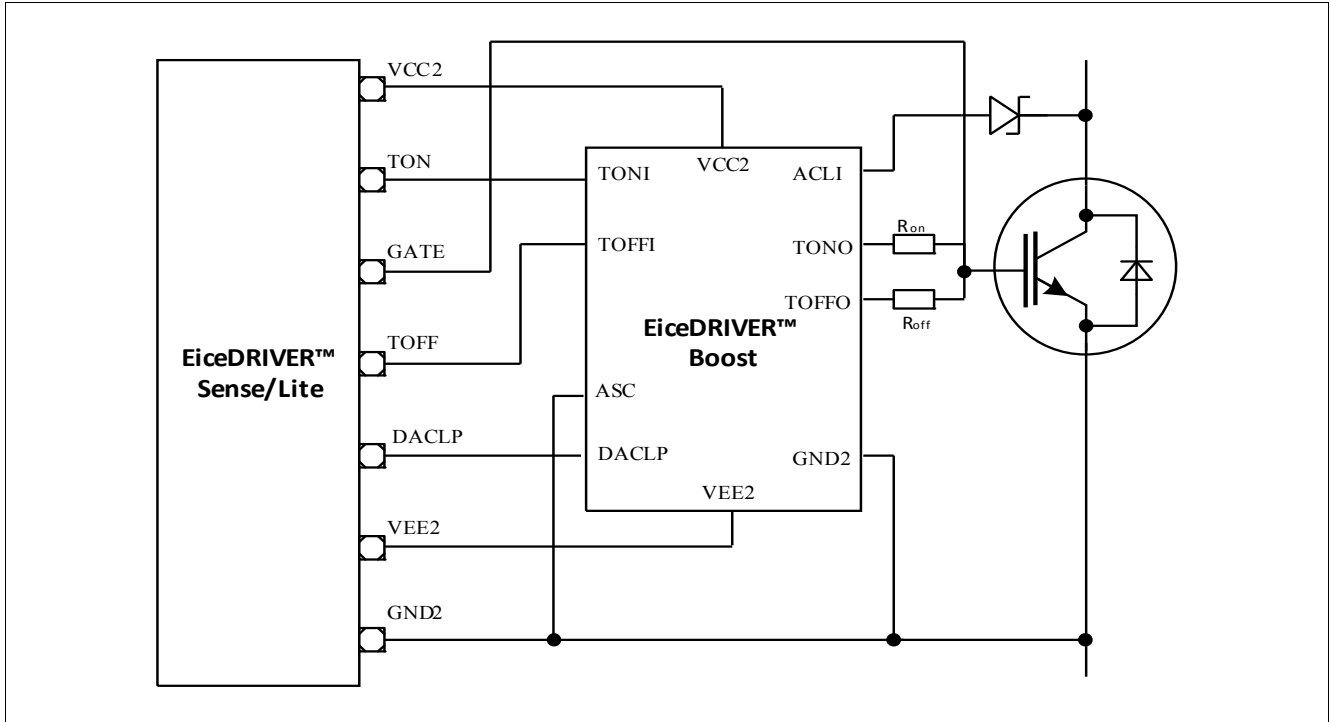 VCC2
TON
GATE
TOFF
EiceDRIVER™
Sense/Lite
DACLP
VEE2
GND2
VCC2
TONI
ACLI
TOFFI
TONO
TOFFO
EiceDRIVER™
Boost
ASC
DACLP
GND2
VEE2
Ron
Roff